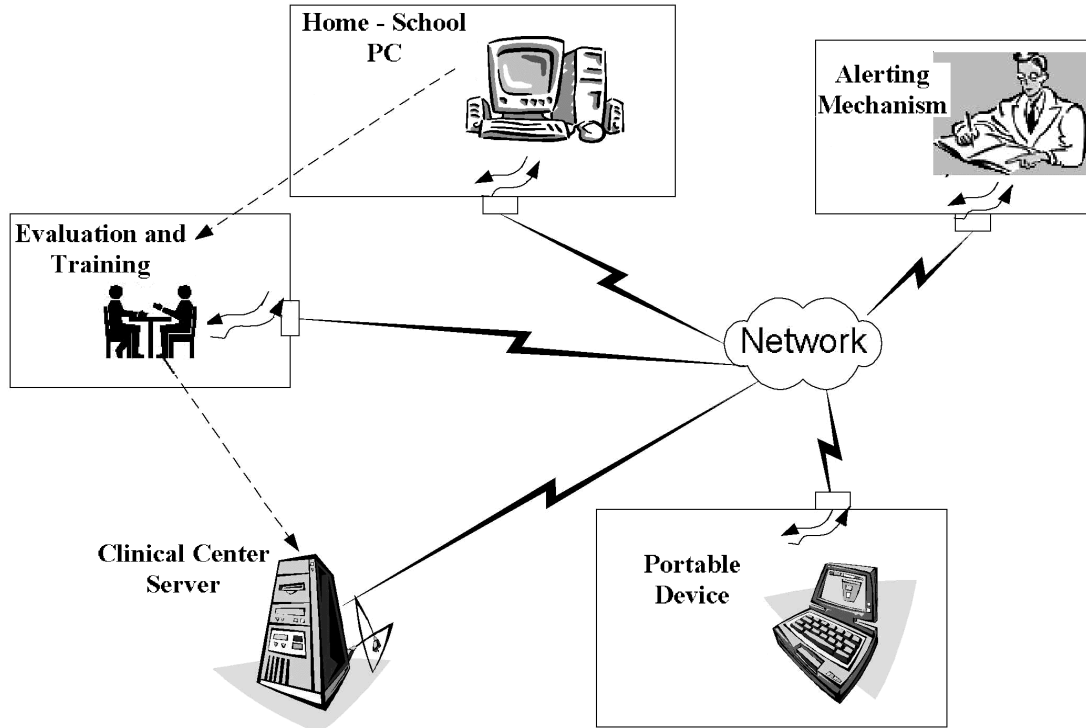 Home - School
PC
Alerting
Mechanism
Evaluation and
Training
Network
Clinical Center
Server
Portable
Device